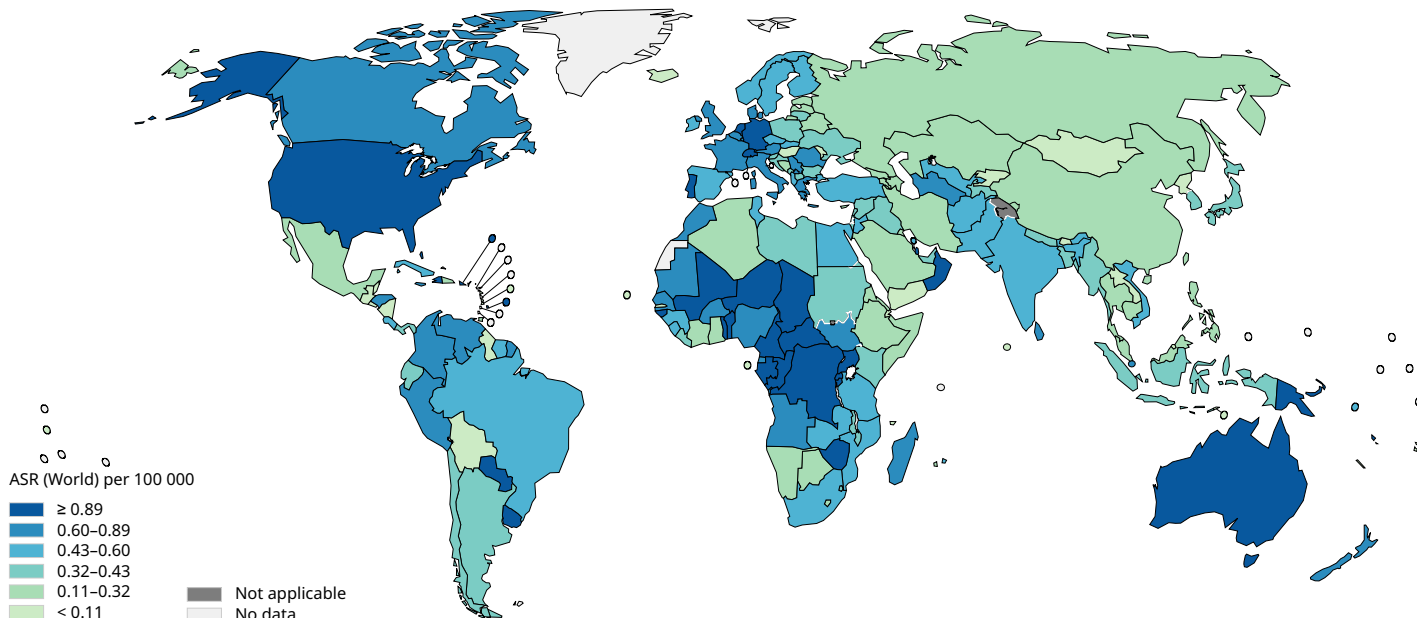 ASR (World) per 100 000
≥ 0.89
0.60–0.89
0.43–0.60
0.32–0.43
0.11–0.32
< 0.11
Not applicable
No data